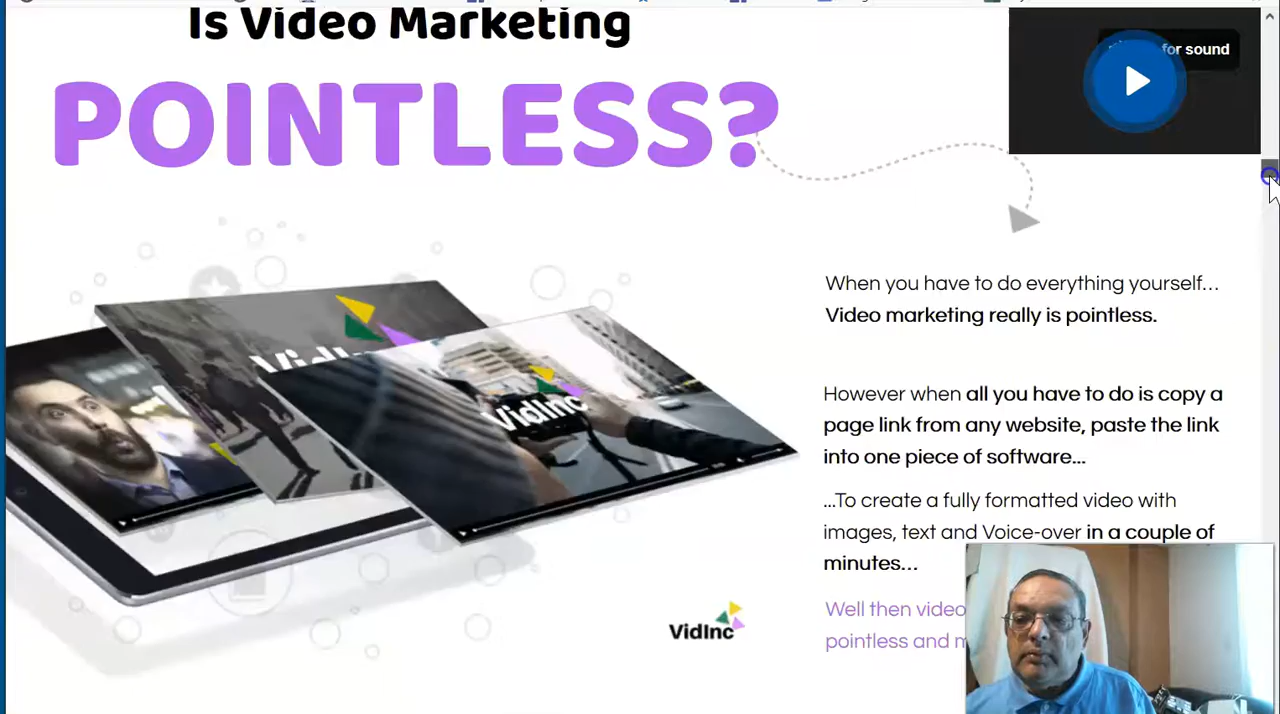 Is Video Marketing
for sound
POINTLESS?
When you have to do everything yourself...
Video marketing really is pointless.
However when all you have to do is copy a
page link from any website, paste the link
into one piece of software...
...To create a fully formatted video with
images, text and Voice-over in a couple of
minutes...
Well then video
pointless and
VidInc
VidInc